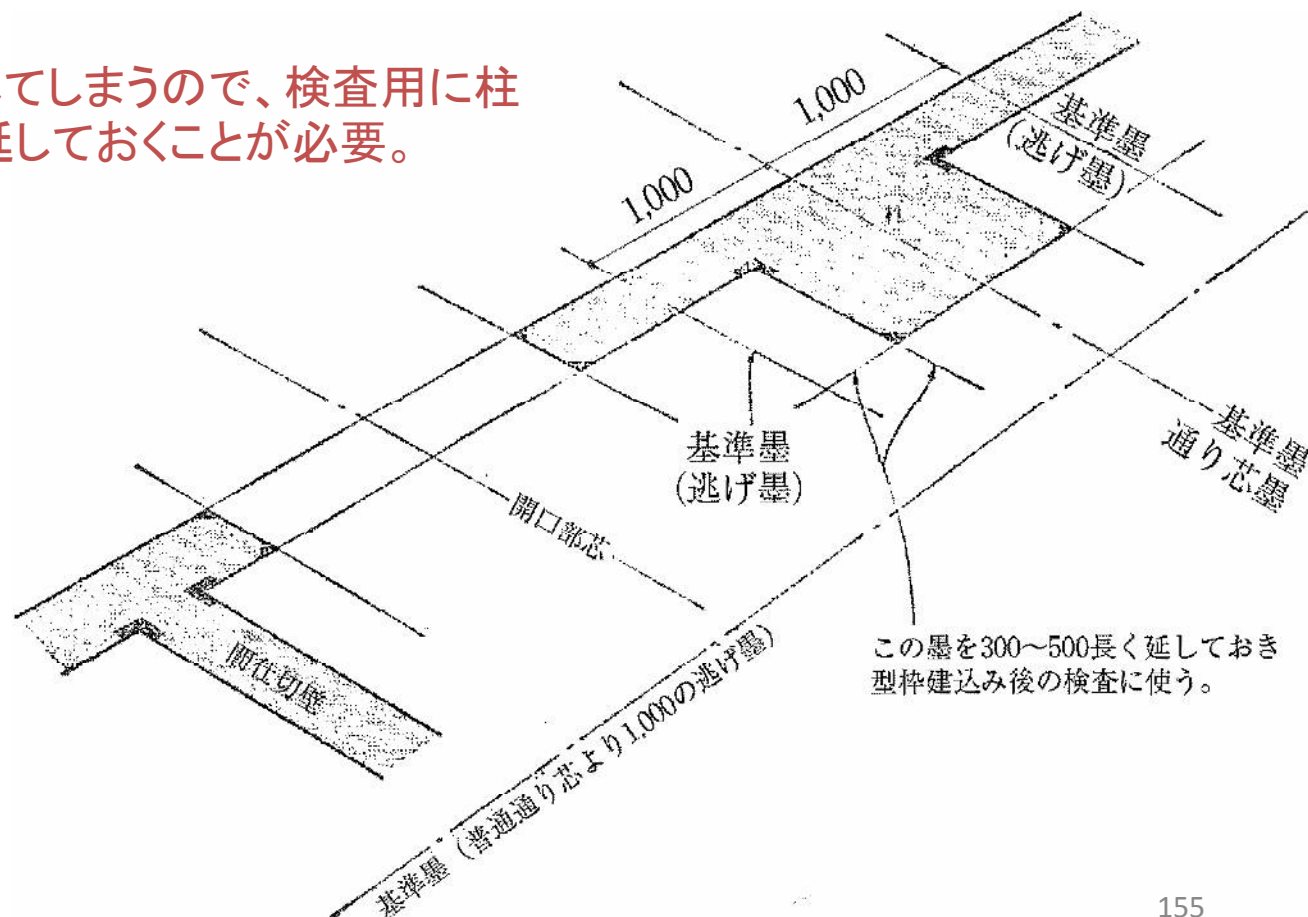 てしまうので、検査用に柱
延しておくことが必要。
1,000
1,000
基準墨
(逃げ墨)
柱
基準墨
通り芯墨
基準墨
(逃げ墨)
開口部芯
間仕切壁
この墨を300~500長く延しておき
型枠建込み後の検査に使う。
基準墨(普通通り芯より1,000の逃げ墨)
155